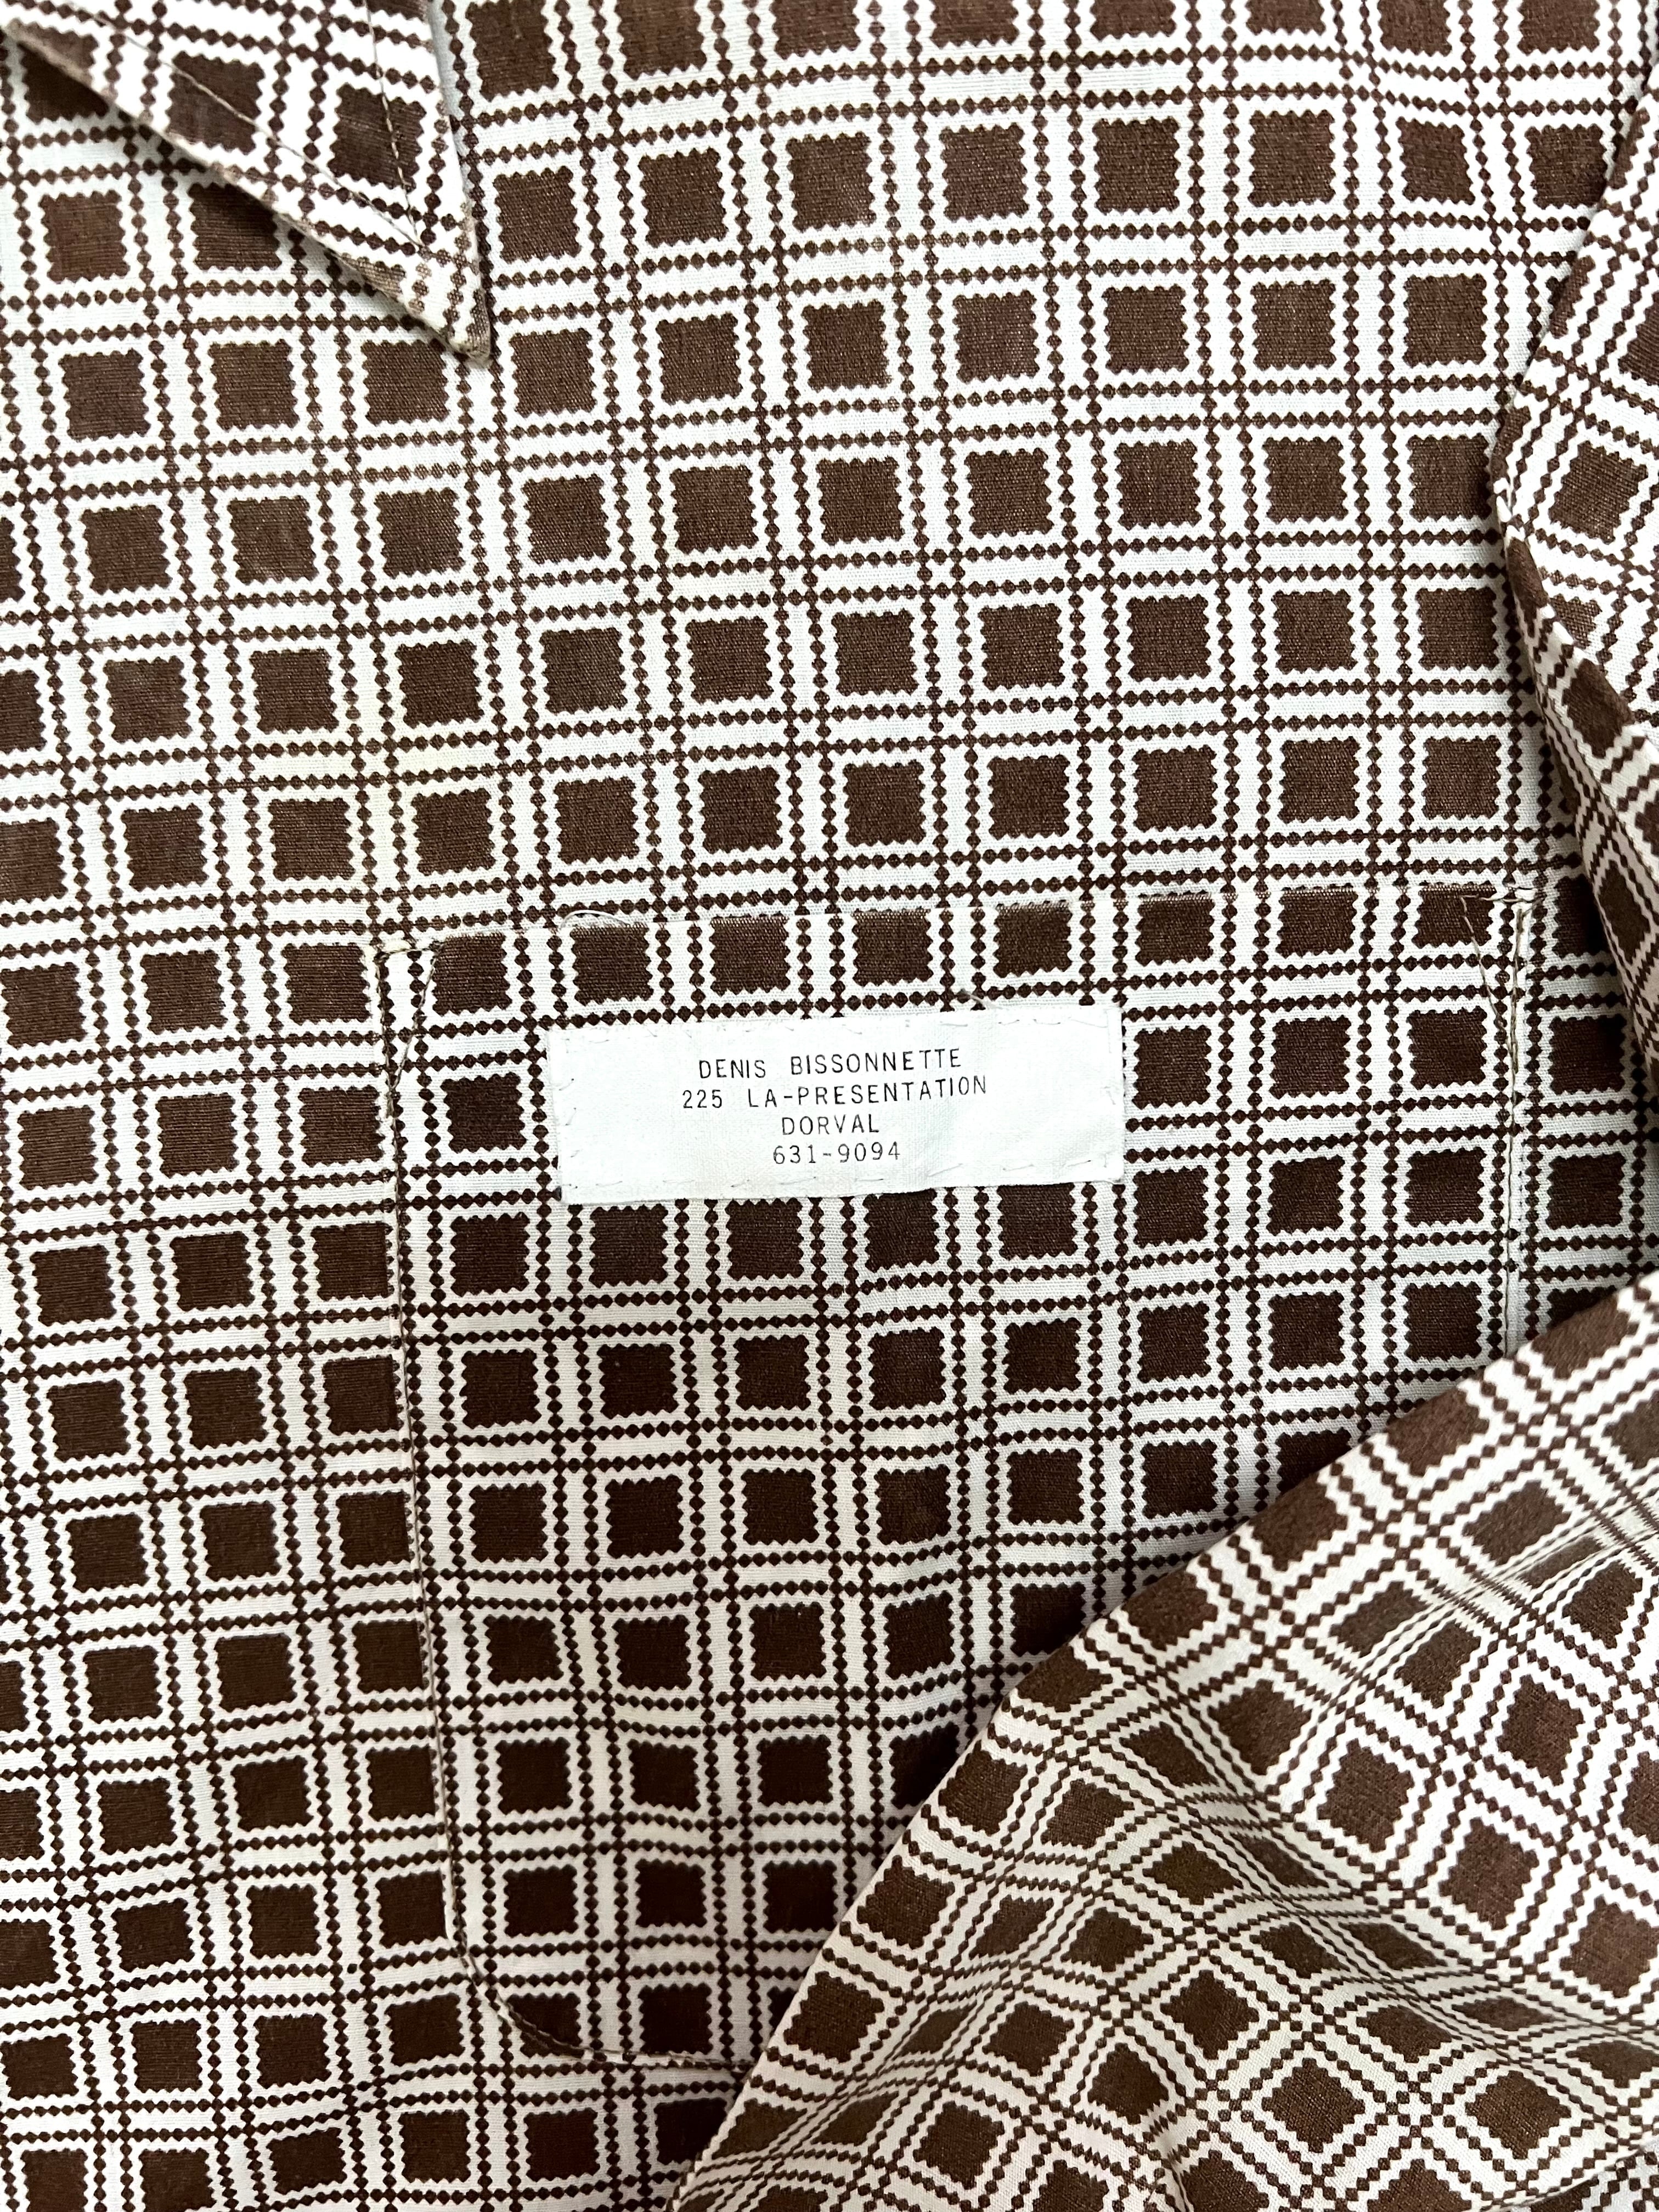 DENIS BISSONNETTE
225 LA-PRESENTATION
DORVAL
631-9094